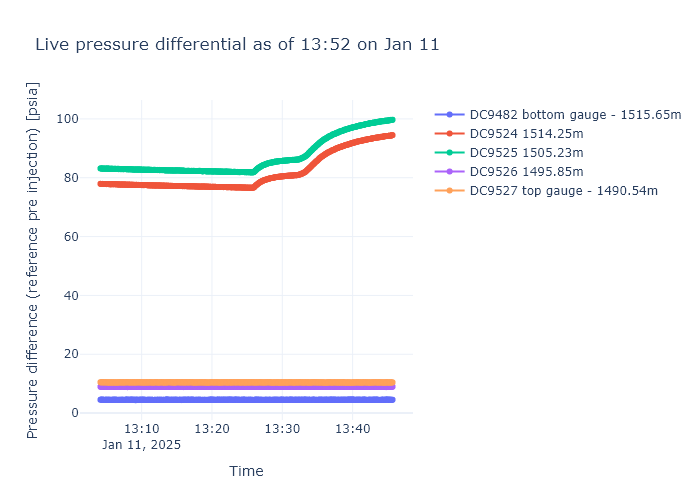 Live pressure differential as of 13:52 on Jan 11
Pressure difference (reference pre injection) [psia]
100
80
60
40
20
0
13:10
Jan 11, 2025
13:20
13:30
13:40
Time
DC9482 bottom gauge - 1515.65m
DC9524 1514.25m
DC9525 1505.23m
DC9526 1495.85m
DC9527 top gauge - 1490.54m